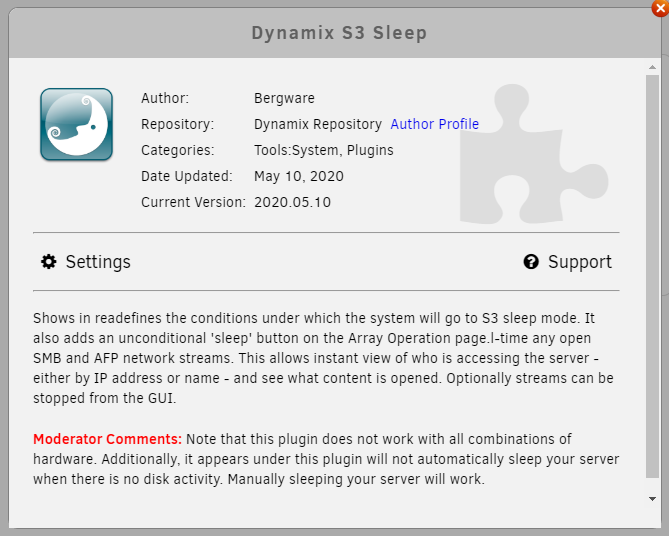 Dynamix S3 Sleep
Author: Bergware
Repository: Dynamix Repository Author Profile
Categories: Tools:System, Plugins
Date Updated: May 10, 2020
Current Version: 2020.05.10
Settings Support
Shows in readefines the conditions under which the system will go to S3 sleep mode. It
also adds an unconditional 'sleep' button on the Array Operation page.l-time any open
SMB and AFP network streams. This allows instant view of who is accessing the server -
either by IP address or name - and see what content is opened. Optionally streams can be
stopped from the GUI.
Moderator Comments: Note that this plugin does not work with all combinations of
hardware. Additionally, it appears under this plugin will not automatically sleep your server
when there is no disk activity. Manually sleeping your server will work.